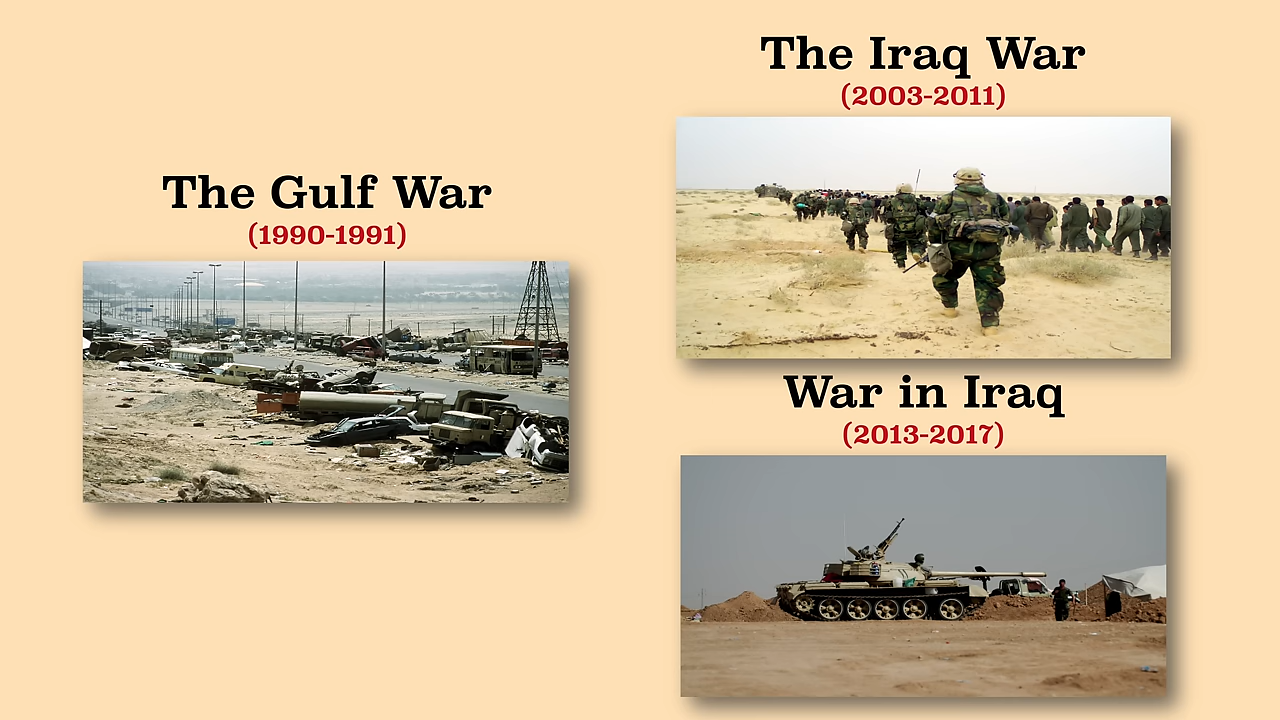 The Gulf War
(1990-1991)
The Iraq War
(2003-2011)
War in Iraq
(2013-2017)